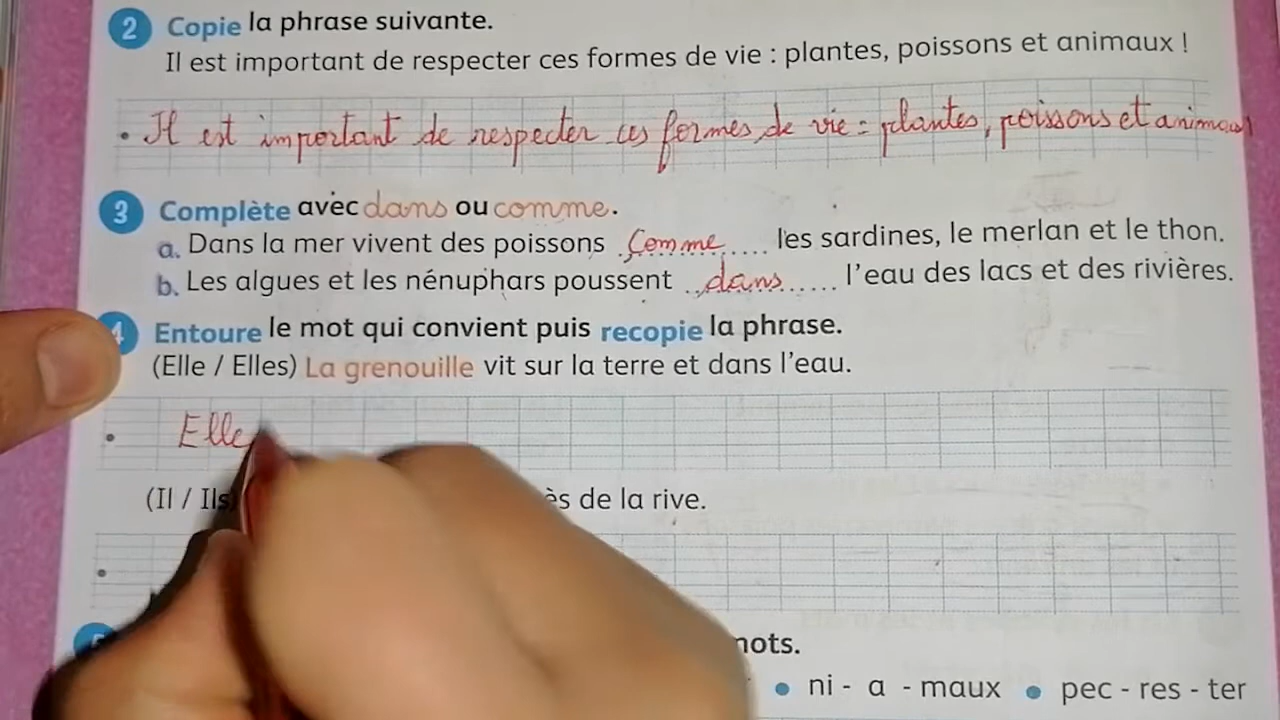 2 Copie la phrase suivante.
Il est important de respecter ces formes de vie : plantes, poissons et animaux !
• Il est important de respecter ces formes de vie : plantes, poissons et animaux
3 Complète avec dans ou comme.
a. Dans la mer vivent des poissons ..Comme.... les sardines, le merlan et le thon.
b. Les algues et les nénuphars poussent ..dans...... l'eau des lacs et des rivières.
4 Entoure le mot qui convient puis recopie la phrase.
(Elle / Elles) La grenouille vit sur la terre et dans l'eau.
• Elle
(Il / Ils de la rive.
•
5
• ni - a - maux • pec - res - ter